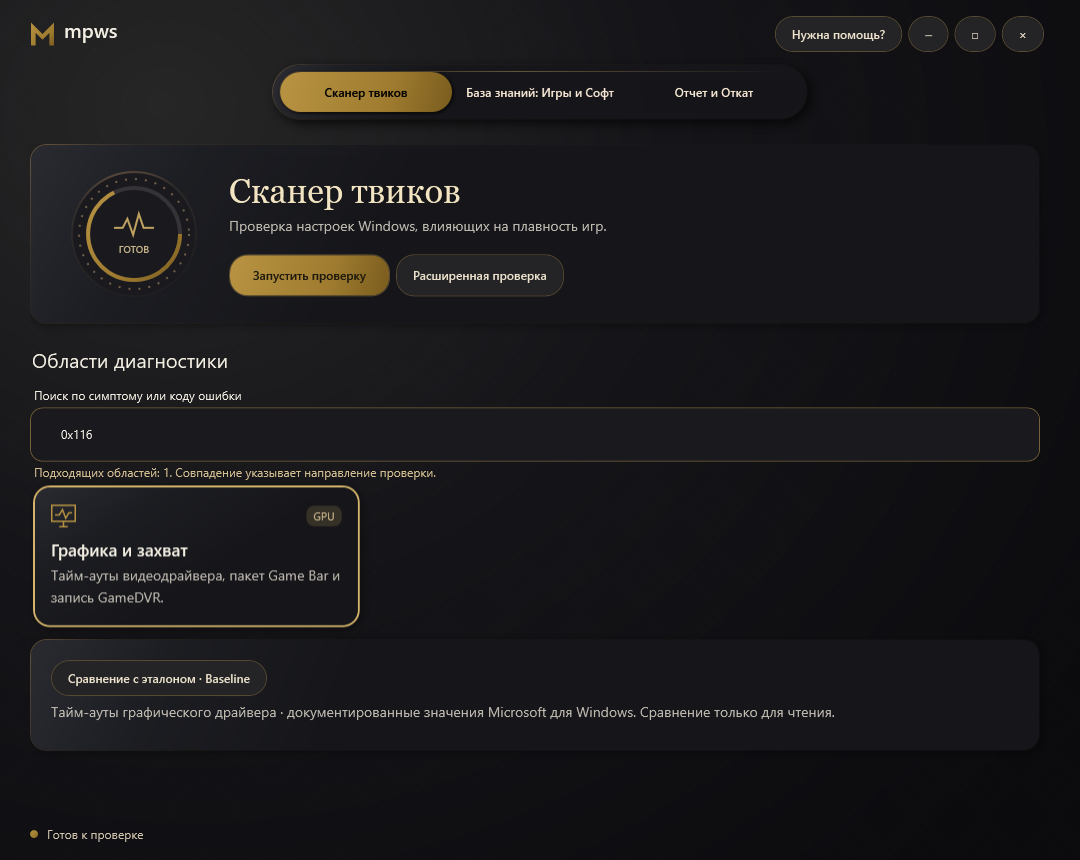 mpws
Нужна помощь?
Сканер твиков
База знаний: Игры и Софт
Отчет и Откат
ГОТОВ
Сканер твиков
Проверка настроек Windows, влияющих на плавность игр.
Запустить проверку
Расширенная проверка
Области диагностики
Поиск по симптому или коду ошибки
0x116
Подходящих областей: 1. Совпадение указывает направление проверки.
GPU
Графика и захват
Тайм-ауты видеодрайвера, пакет Game Bar и
запись GameDVR.
Сравнение с эталоном · Baseline
Тайм-ауты графического драйвера · документированные значения Microsoft для Windows. Сравнение только для чтения.
Готов к проверке